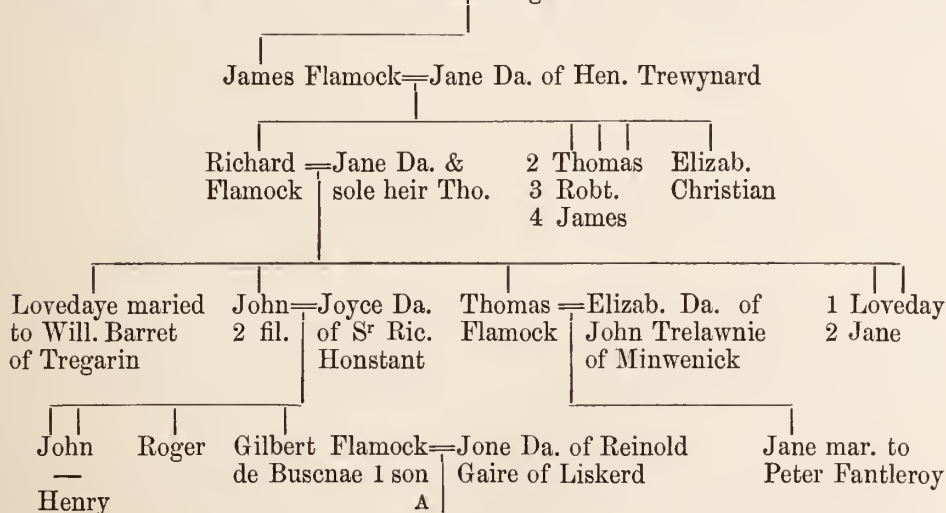 James Flamock=Jane Da. of Hen. Trewynard
Richard =Jane Da. & 2 Thomas Elizab.
Flamock sole heir Tho. 3 Robt. Christian
4 James
Lovedaye maried John=Joyce Da. Thomas =Elizab. Da. of 1 Loveday
to Will. Barret 2 fil. of Sr Ric. Flamock John Trelawnie 2 Jane
of Tregarin Honstant of Minwenick
John Roger Gilbert Flamock=Jone Da. of Reinold Jane mar. to
— de Buscnae 1 son Gaire of Liskerd Peter Fantleroy
Henry A